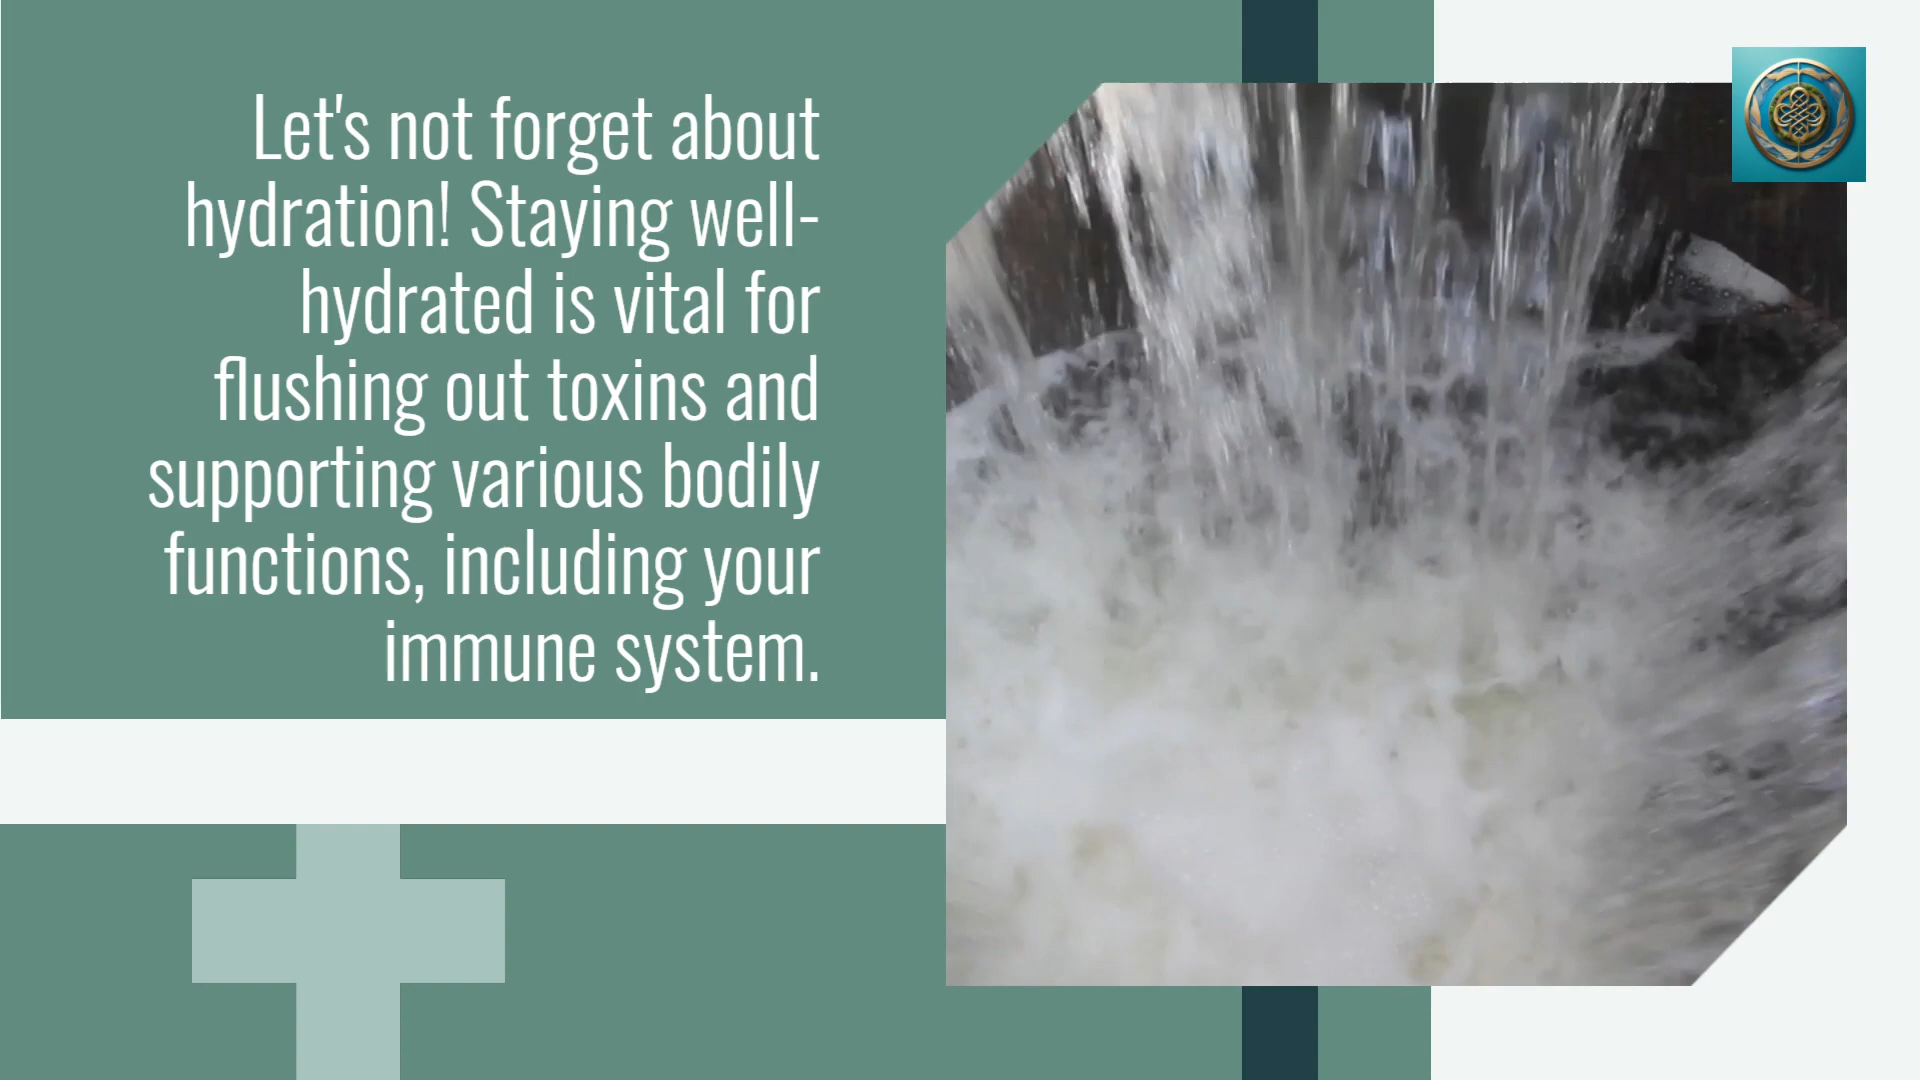 Let's not forget about
hydration! Staying well-
hydrated is vital for
flushing out toxins and
supporting various bodily
functions, including your
immune system.